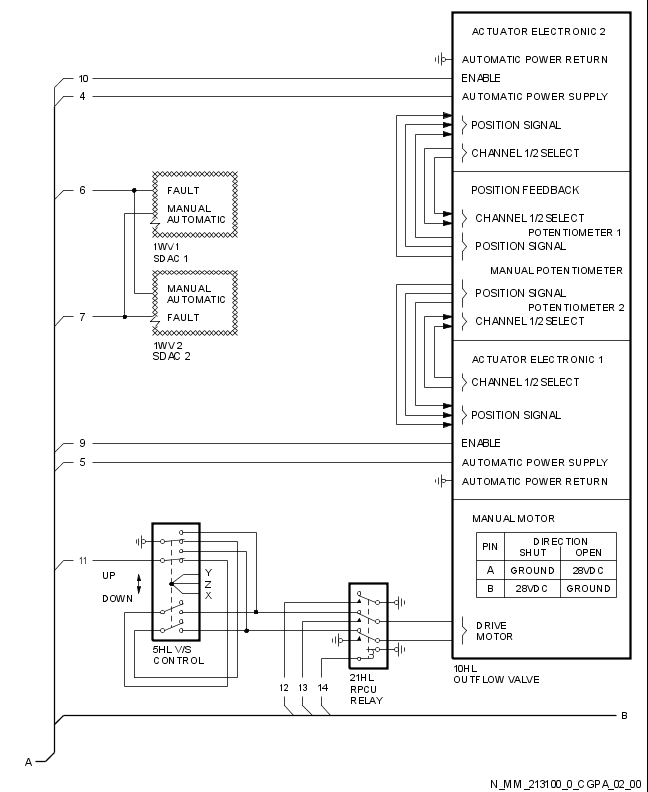 ACTUATOR ELECTRONIC 2
AUTOMATIC POWER RETURN
10
ENABLE
4
AUTOMATIC POWER SUPPLY
POSITION SIGNAL
CHANNEL 1/2 SELECT
6
FAULT
MANUAL
AUTOMATIC
1WV1
SDAC 1
POSITION FEEDBACK
CHANNEL 1/2 SELECT
POTENTIOMETER 1
POSITION SIGNAL
MANUAL POTENTIOMETER
MANUAL
AUTOMATIC
7
FAULT
1WV2
SDAC 2
POSITION SIGNAL
POTENTIOMETER 2
CHANNEL 1/2 SELECT
ACTUATOR ELECTRONIC 1
CHANNEL 1/2 SELECT
POSITION SIGNAL
9
ENABLE
5
AUTOMATIC POWER SUPPLY
AUTOMATIC POWER RETURN
MANUAL MOTOR
PIN DIRECTION
SHUT OPEN
A GROUND 28VDC
B 28VDC GROUND
11
UP
DOWN
Y
Z
X
5HL V/S
CONTROL
DRIVE
MOTOR
10HL
OUTFLOW VALVE
21HL
RPCU
RELAY
12 13 14
B
A
N_MM_213100_0_CGPA_02_00